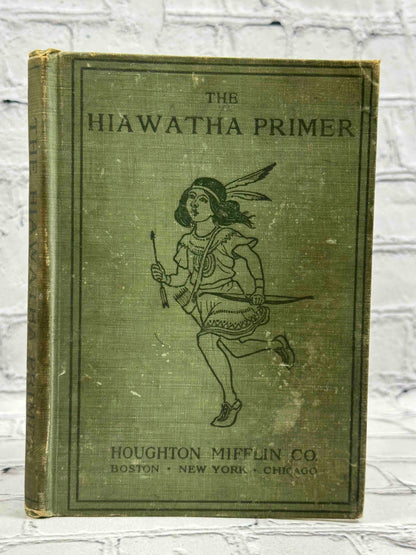 THE
HIAWATHA PRIMER
HOUGHTON MIFFLIN CO.
BOSTON • NEW YORK • CHICAGO
THE HIAWATHA PRIMER